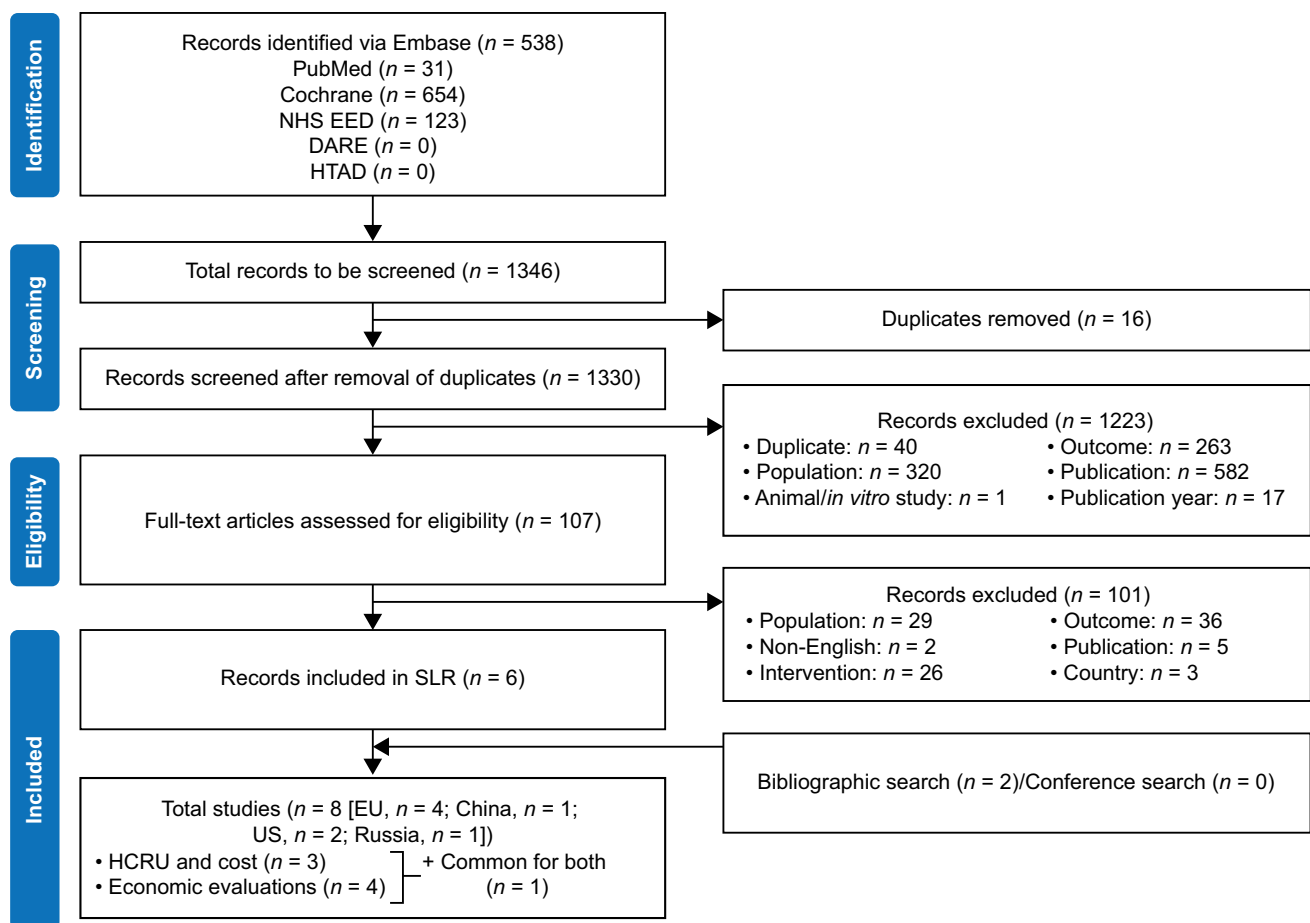 Identification
Records identified via Embase (n = 538)
PubMed (n = 31)
Cochrane (n = 654)
NHS EED (n = 123)
DARE (n = 0)
HTAD (n = 0)
Screening
Total records to be screened (n = 1346)
Duplicates removed (n = 16)
Records screened after removal of duplicates (n = 1330)
Records excluded (n = 1223)
• Duplicate: n = 40
• Population: n = 320
• Animal/in vitro study: n = 1
• Outcome: n = 263
• Publication: n = 582
• Publication year: n = 17
Eligibility
Full-text articles assessed for eligibility (n = 107)
Records excluded (n = 101)
• Population: n = 29
• Non-English: n = 2
• Intervention: n = 26
• Outcome: n = 36
• Publication: n = 5
• Country: n = 3
Included
Records included in SLR (n = 6)
Bibliographic search (n = 2)/Conference search (n = 0)
Total studies (n = 8 [EU, n = 4; China, n = 1;
US, n = 2; Russia, n = 1])
• HCRU and cost (n = 3)
• Economic evaluations (n = 4)
+ Common for both
(n = 1)